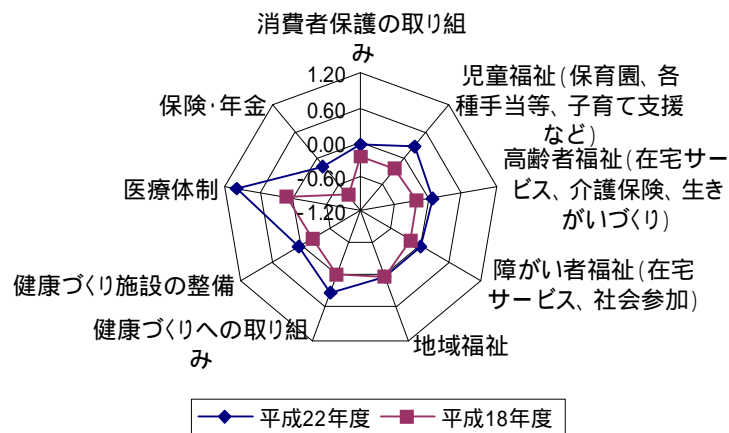 消費者保護の取り組
み
1.20
0.60
0.00
-0.60
-1.20
児童福祉(保育園、各
種手当等、子育て支援
など)
高齢者福祉(在宅サー
ビス、介護保険、生き
がいづくり)
障がい者福祉(在宅
サービス、社会参加)
地域福祉
健康づくりへの取り組
み
健康づくり施設の整備
医療体制
保険・年金
平成22年度
平成18年度